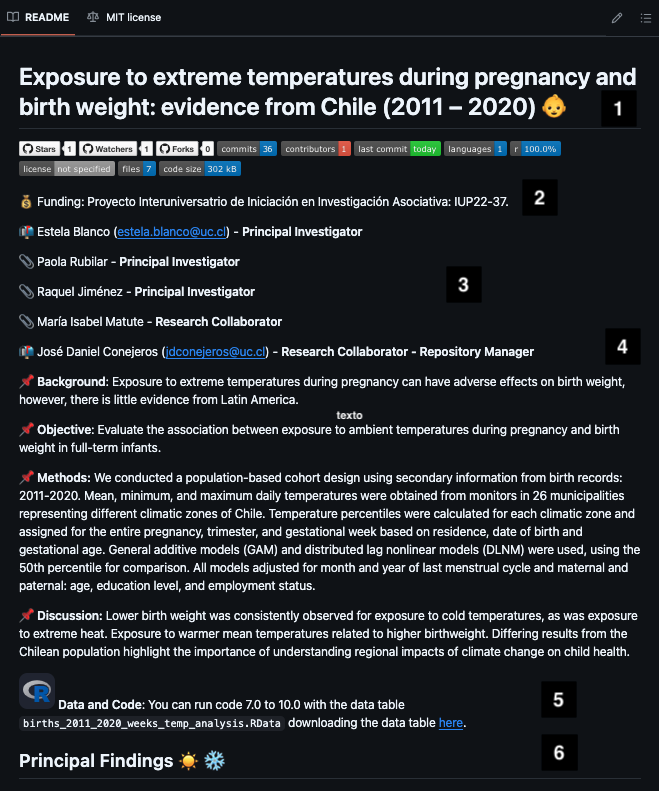 README MIT license
Exposure to extreme temperatures during pregnancy and
birth weight: evidence from Chile (2011 – 2020) 👶 1
Stars 1 Watchers 1 Forks 0 commits 36 contributors 1 last commit today languages 1 r 100.0%
license not specified files 7 code size 302 kB
💰 Funding: Proyecto Interuniversatrio de Iniciación en Investigación Asociativa: IUP22-37. 2
📬 Estela Blanco (estela.blanco@uc.cl) - Principal Investigator
📎 Paola Rubilar - Principal Investigator
📎 Raquel Jiménez - Principal Investigator 3
📎 María Isabel Matute - Research Collaborator
📬 José Daniel Conejeros (jdconejeros@uc.cl) - Research Collaborator - Repository Manager 4
📌 Background: Exposure to extreme temperatures during pregnancy can have adverse effects on birth weight,
however, there is little evidence from Latin America.
texto
📌 Objective: Evaluate the association between exposure to ambient temperatures during pregnancy and birth
weight in full-term infants.
📌 Methods: We conducted a population-based cohort design using secondary information from birth records:
2011-2020. Mean, minimum, and maximum daily temperatures were obtained from monitors in 26 municipalities
representing different climatic zones of Chile. Temperature percentiles were calculated for each climatic zone and
assigned for the entire pregnancy, trimester, and gestational week based on residence, date of birth and
gestational age. General additive models (GAM) and distributed lag nonlinear models (DLNM) were used, using the
50th percentile for comparison. All models adjusted for month and year of last menstrual cycle and maternal and
paternal: age, education level, and employment status.
📌 Discussion: Lower birth weight was consistently observed for exposure to cold temperatures, as was exposure
to extreme heat. Exposure to warmer mean temperatures related to higher birthweight. Differing results from the
Chilean population highlight the importance of understanding regional impacts of climate change on child health.
R Data and Code: You can run code 7.0 to 10.0 with the data table 5
births_2011_2020_weeks_temp_analysis.RData downloading the data table here.
Principal Findings ☀️ ❄️ 6